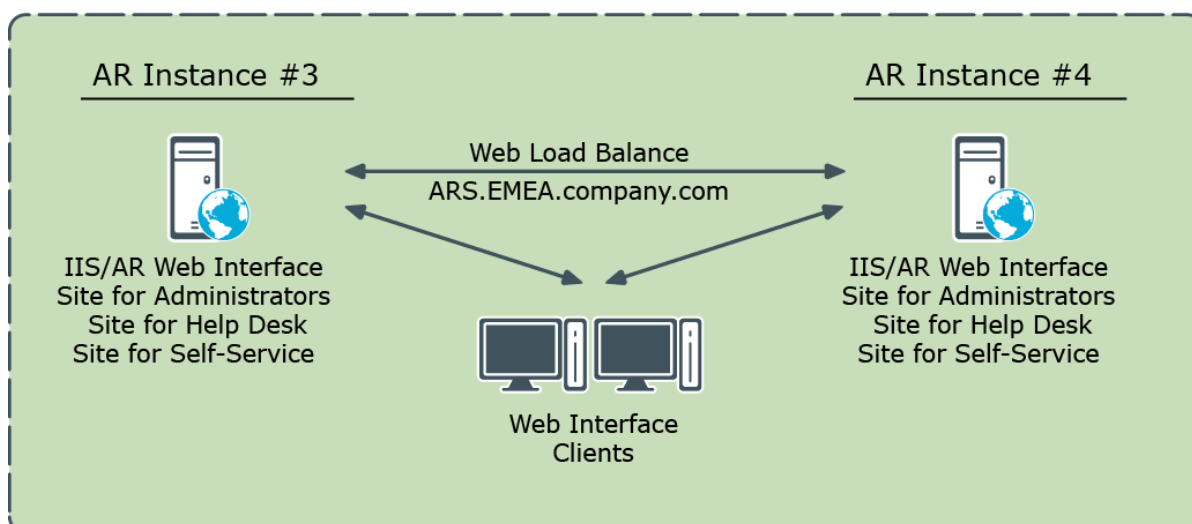 AR Instance #3
AR Instance #4
Web Load Balance
ARS.EMEA.company.com
IIS/AR Web Interface
Site for Administrators
Site for Help Desk
Site for Self-Service
IIS/AR Web Interface
Site for Administrators
Site for Help Desk
Site for Self-Service
Web Interface
Clients